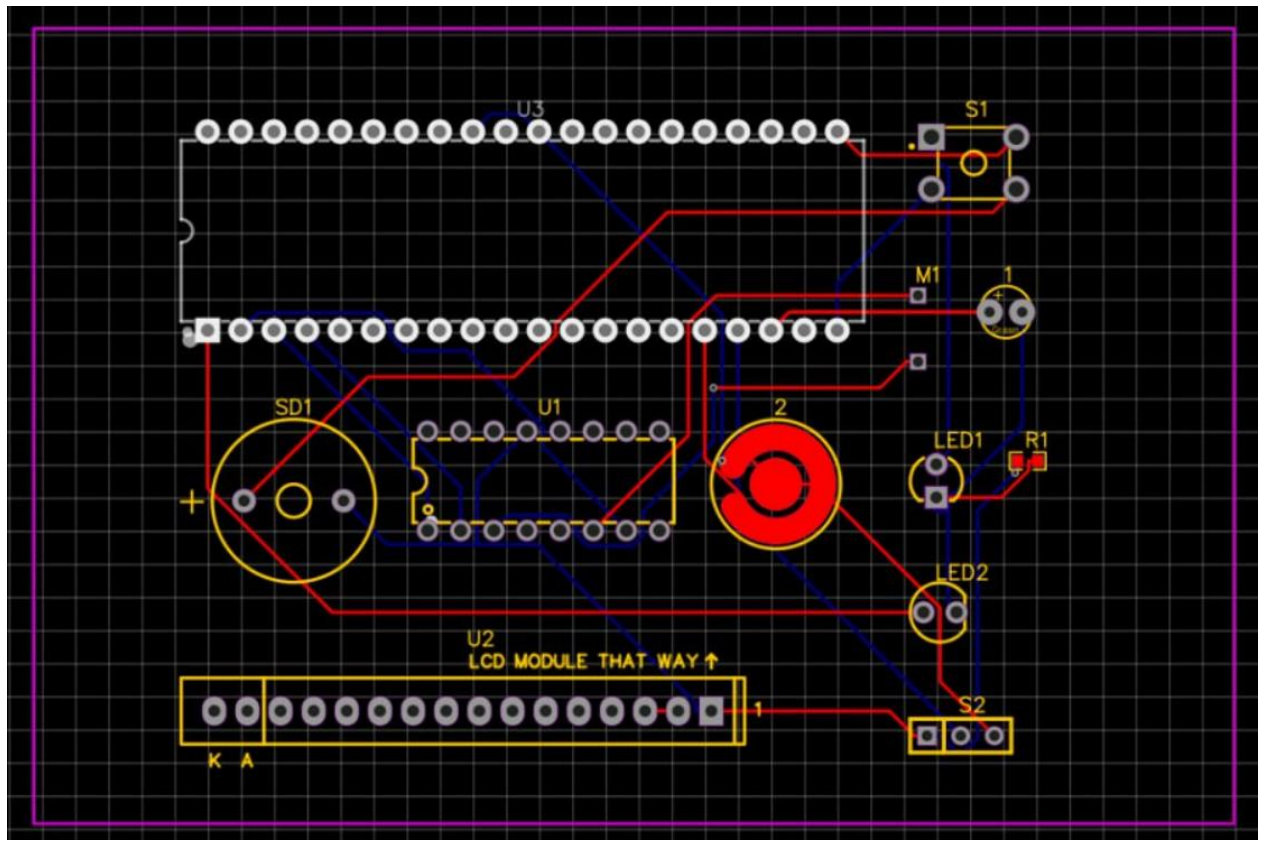 U3
S1
M1
1
+
SD1
U1
2
LED1
R1
+
LED2
U2
LCD MODULE THAT WAY ↑
1
S2
K A